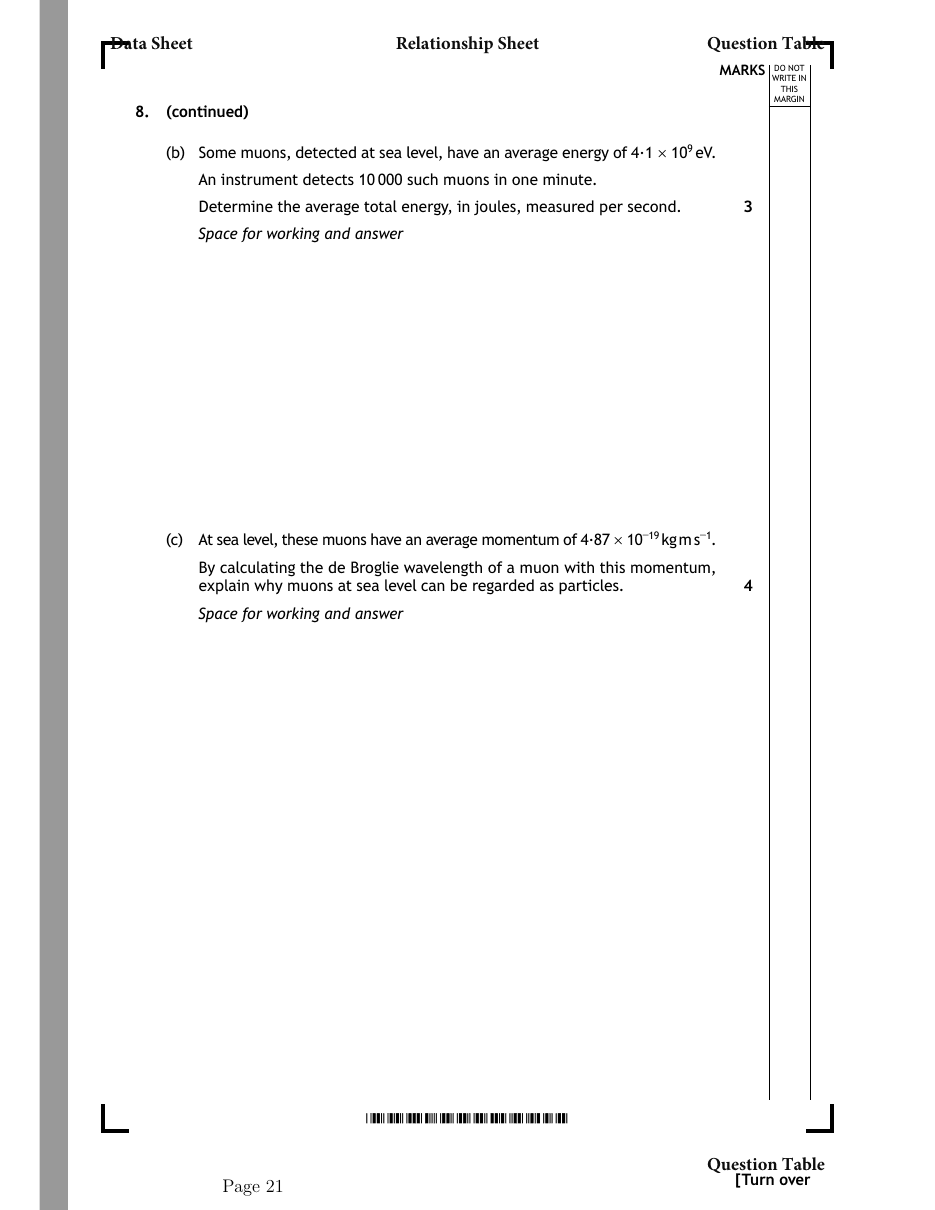 Data Sheet Relationship Sheet Question Table
MARKS
DO NOT
WRITE IN
THIS
MARGIN
8. (continued)
(b) Some muons, detected at sea level, have an average energy of 4·1 × 10⁹ eV.
An instrument detects 10 000 such muons in one minute.
Determine the average total energy, in joules, measured per second. 3
Space for working and answer
(c) At sea level, these muons have an average momentum of 4·87 × 10⁻¹⁹ kg m s⁻¹.
By calculating the de Broglie wavelength of a muon with this momentum,
explain why muons at sea level can be regarded as particles. 4
Space for working and answer
Question Table
[Turn over
Page 21